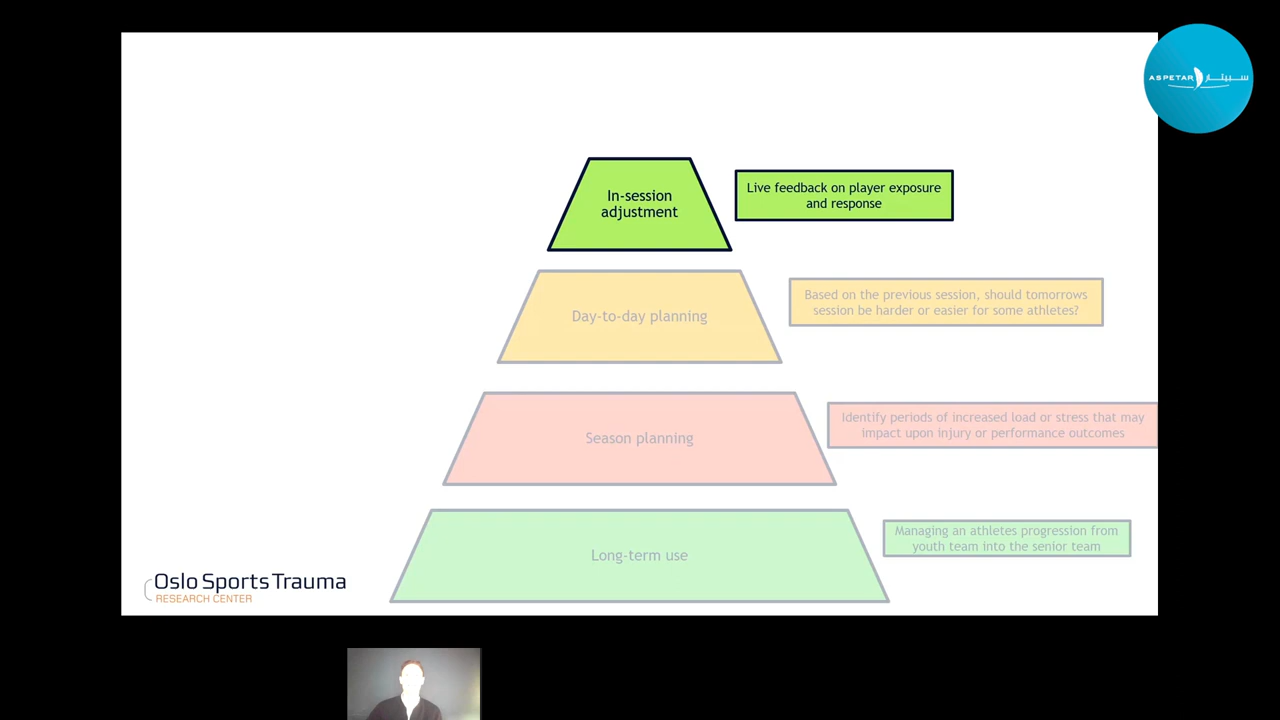 ASPETAR سبيتار
In-session
adjustment
Live feedback on player exposure
and response
Day-to-day planning
Based on the previous session, should tomorrows
session be harder or easier for some athletes?
Season planning
Identify periods of increased load or stress that may
impact upon injury or performance outcomes
Long-term use
Managing an athletes progression from
youth team into the senior team
Oslo Sports Trauma
RESEARCH CENTER